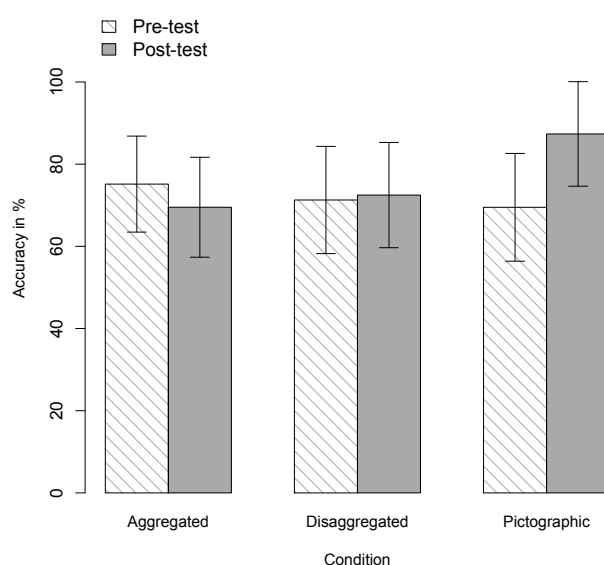 Pre-test
Post-test
100
80
60
40
20
0
Accuracy in %
Aggregated Disaggregated Pictographic
Condition